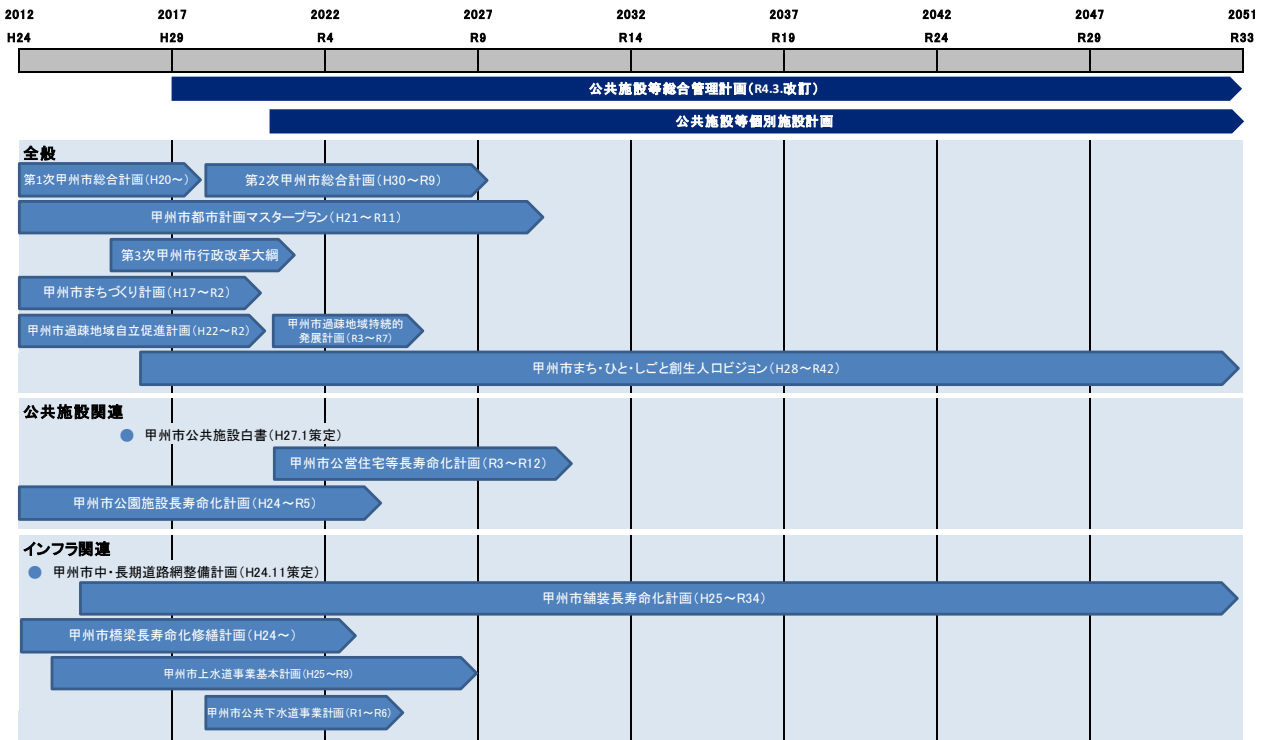 2012 2017 2022 2027 2032 2037 2042 2047 2051
H24 H29 R4 R9 R14 R19 R24 R29 R33
公共施設等総合管理計画(R4.3.改訂)
公共施設等個別施設計画
全般
第1次甲州市総合計画(H20～) 第2次甲州市総合計画(H30～R9)
甲州市都市計画マスタープラン(H21～R11)
第3次甲州市行政改革大綱
甲州市まちづくり計画(H17～R2)
甲州市過疎地域自立促進計画(H22～R2) 甲州市過疎地域持続的
発展計画(R3～R7)
甲州市まち・ひと・しごと創生人口ビジョン(H28～R42)
公共施設関連
甲州市公共施設白書(H27.1策定)
甲州市公営住宅等長寿命化計画(R3～R12)
甲州市公園施設長寿命化計画(H24～R5)
インフラ関連
甲州市中・長期道路網整備計画(H24.11策定)
甲州市舗装長寿命化計画(H25～R34)
甲州市橋梁長寿命化修繕計画(H24～)
甲州市上水道事業基本計画(H25～R9)
甲州市公共下水道事業計画(R1～R6)